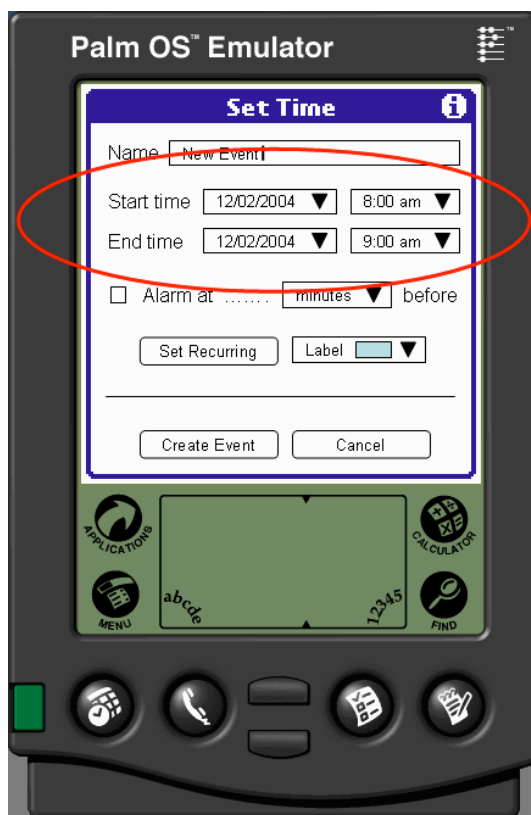 Palm OS™ Emulator
Set Time
Name New Event
Start time 12/02/2004 8:00 am
End time 12/02/2004 9:00 am
Alarm at ....... minutes before
Set Recurring Label
Create Event Cancel
APPLICATIONS
CALCULATOR
MENU
abcde
12345
FIND